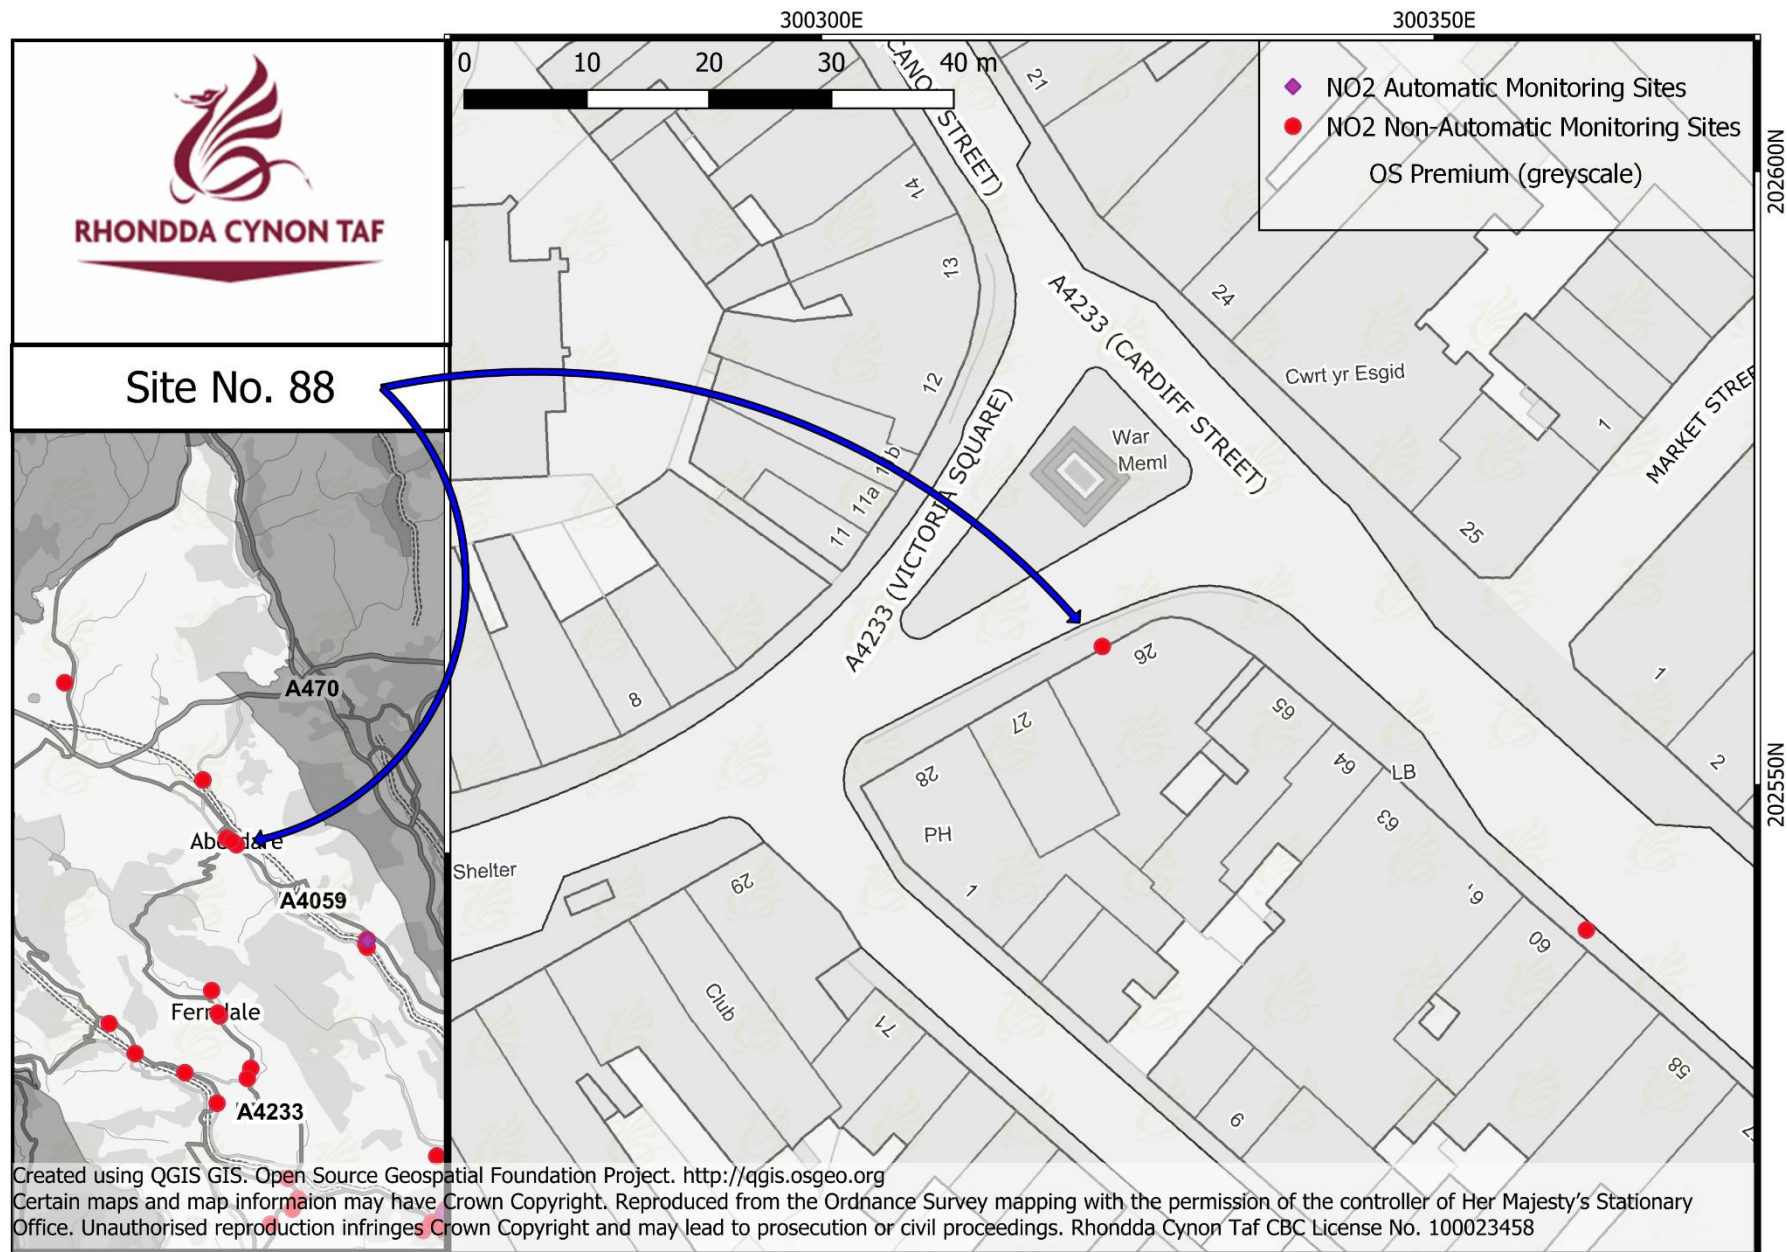 300300E
300350E
202600N
202550N
RHONDDA CYNON TAF
Site No. 88
0 10 20 30 40 m
NO2 Automatic Monitoring Sites
NO2 Non-Automatic Monitoring Sites
OS Premium (greyscale)
STREET)
21
14
13
12
11a
11
8
A4233 (VICTORIA SQUARE)
A4233 (CARDIFF STREET)
24
Cwrt yr Esgid
War
Meml
25
1
1
2
26
27
28
PH
1
65
64
LB
63
60
58
9
Shelter
29
Club
71
A470
Aberdare
A4059
Ferndale
A4233
Created using QGIS GIS. Open Source Geospatial Foundation Project. http://qgis.osgeo.org
Certain maps and map informaion may have Crown Copyright. Reproduced from the Ordnance Survey mapping with the permission of the controller of Her Majesty's Stationary
Office. Unauthorised reproduction infringes Crown Copyright and may lead to prosecution or civil proceedings. Rhondda Cynon Taf CBC License No. 100023458